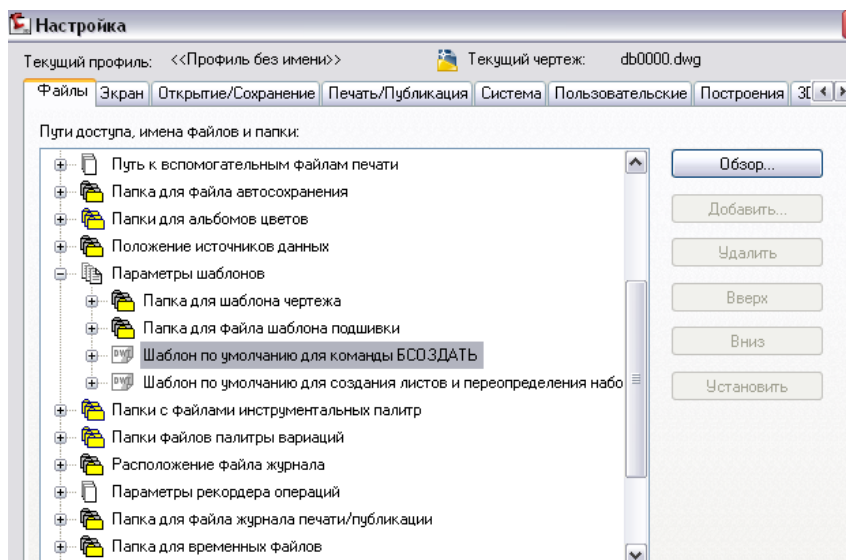 Настройка
Текущий профиль: <<Профиль без имени>> Текущий чертеж: db0000.dwg
Файлы Экран Открытие/Сохранение Печать/Публикация Система Пользовательские Построения 3D
Пути доступа, имена файлов и папки:
Путь к вспомогательным файлам печати
Обзор...
Папка для файла автосохранения
Добавить...
Папки для альбомов цветов
Положение источников данных
Удалить
Параметры шаблонов
Папка для шаблона чертежа
Вверх
Папка для файла шаблона подшивки
Шаблон по умолчанию для команды БСОЗДАТЬ
Вниз
Шаблон по умолчанию для создания листов и переопределения набо
Установить
Папки с файлами инструментальных палитр
Папки файлов палитры вариаций
Расположение файла журнала
Параметры рекордера операций
Папка для файла журнала печати/публикации
Папка для временных файлов